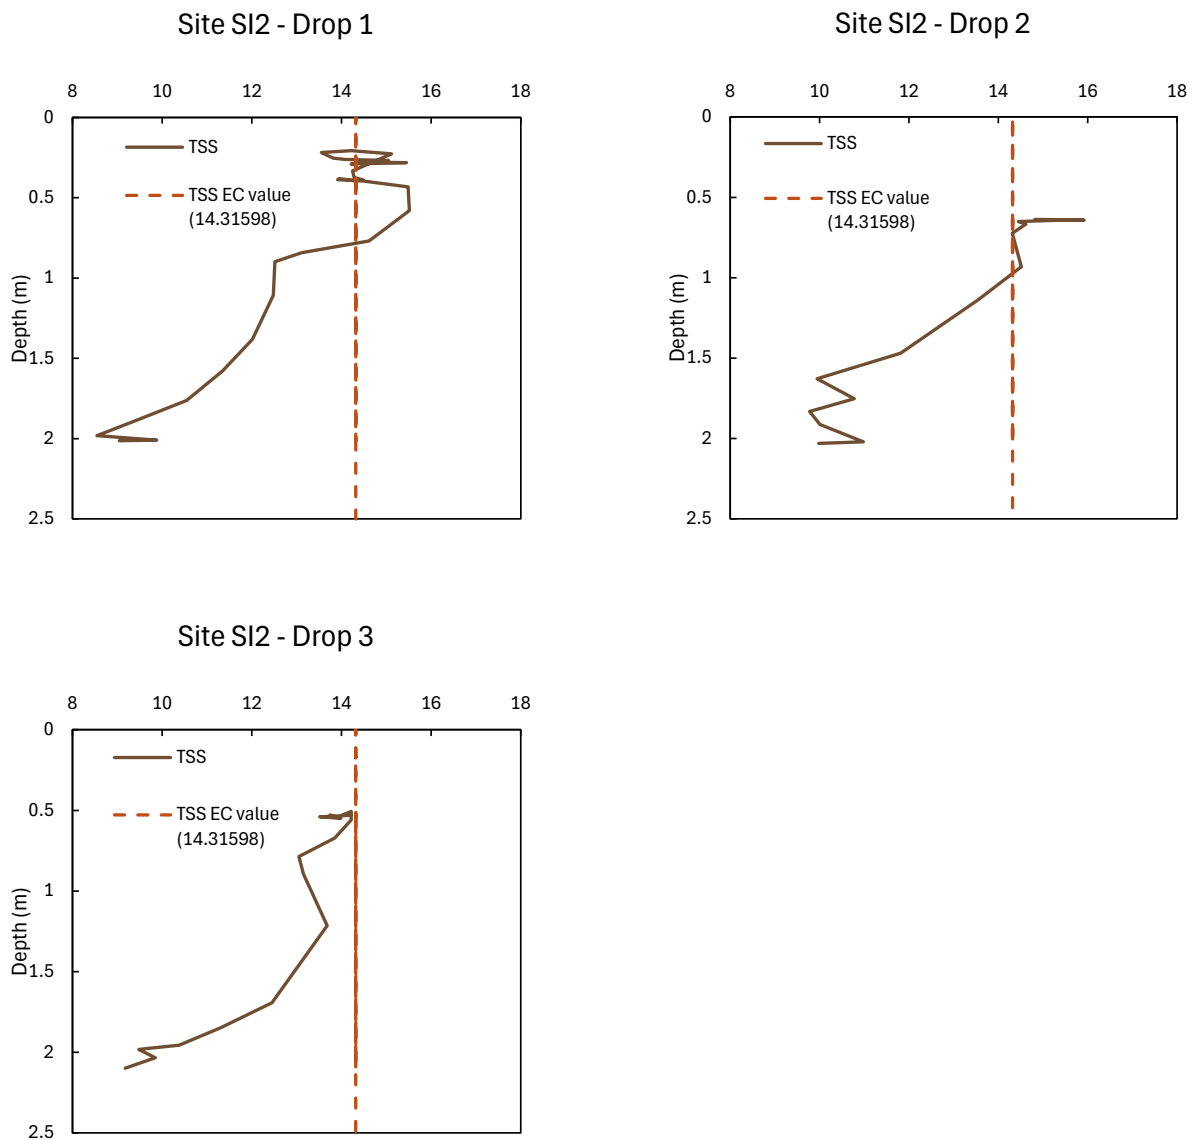 Site SI2 - Drop 1
8 10 12 14 16 18
0
0.5
1
1.5
2
2.5
Depth (m)
TSS
TSS EC value
(14.31598)
Site SI2 - Drop 2
8 10 12 14 16 18
0
0.5
1
1.5
2
2.5
Depth (m)
TSS
TSS EC value
(14.31598)
Site SI2 - Drop 3
8 10 12 14 16 18
0
0.5
1
1.5
2
2.5
Depth (m)
TSS
TSS EC value
(14.31598)